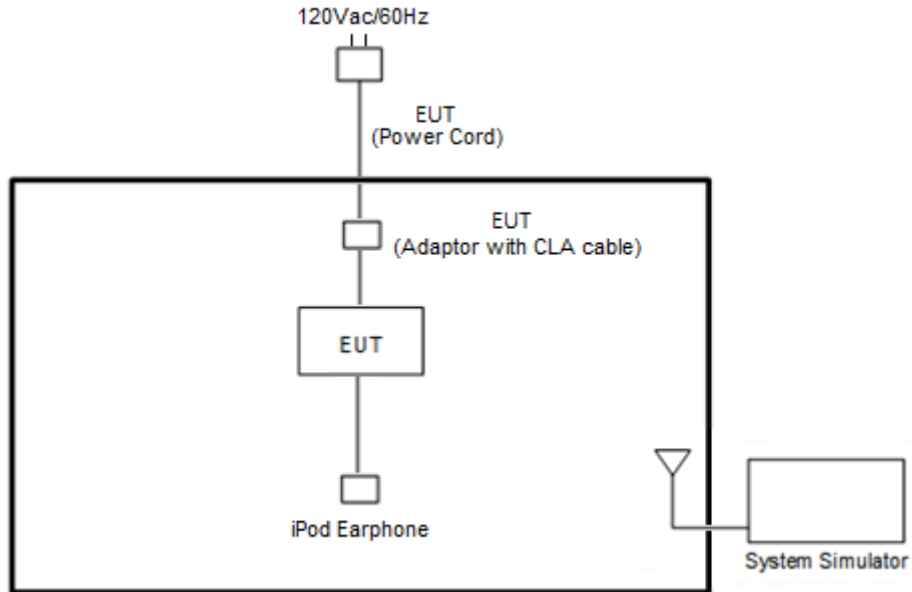 120Vac/60Hz
EUT
(Power Cord)
EUT
(Adaptor with CLA cable)
EUT
iPod Earphone
System Simulator